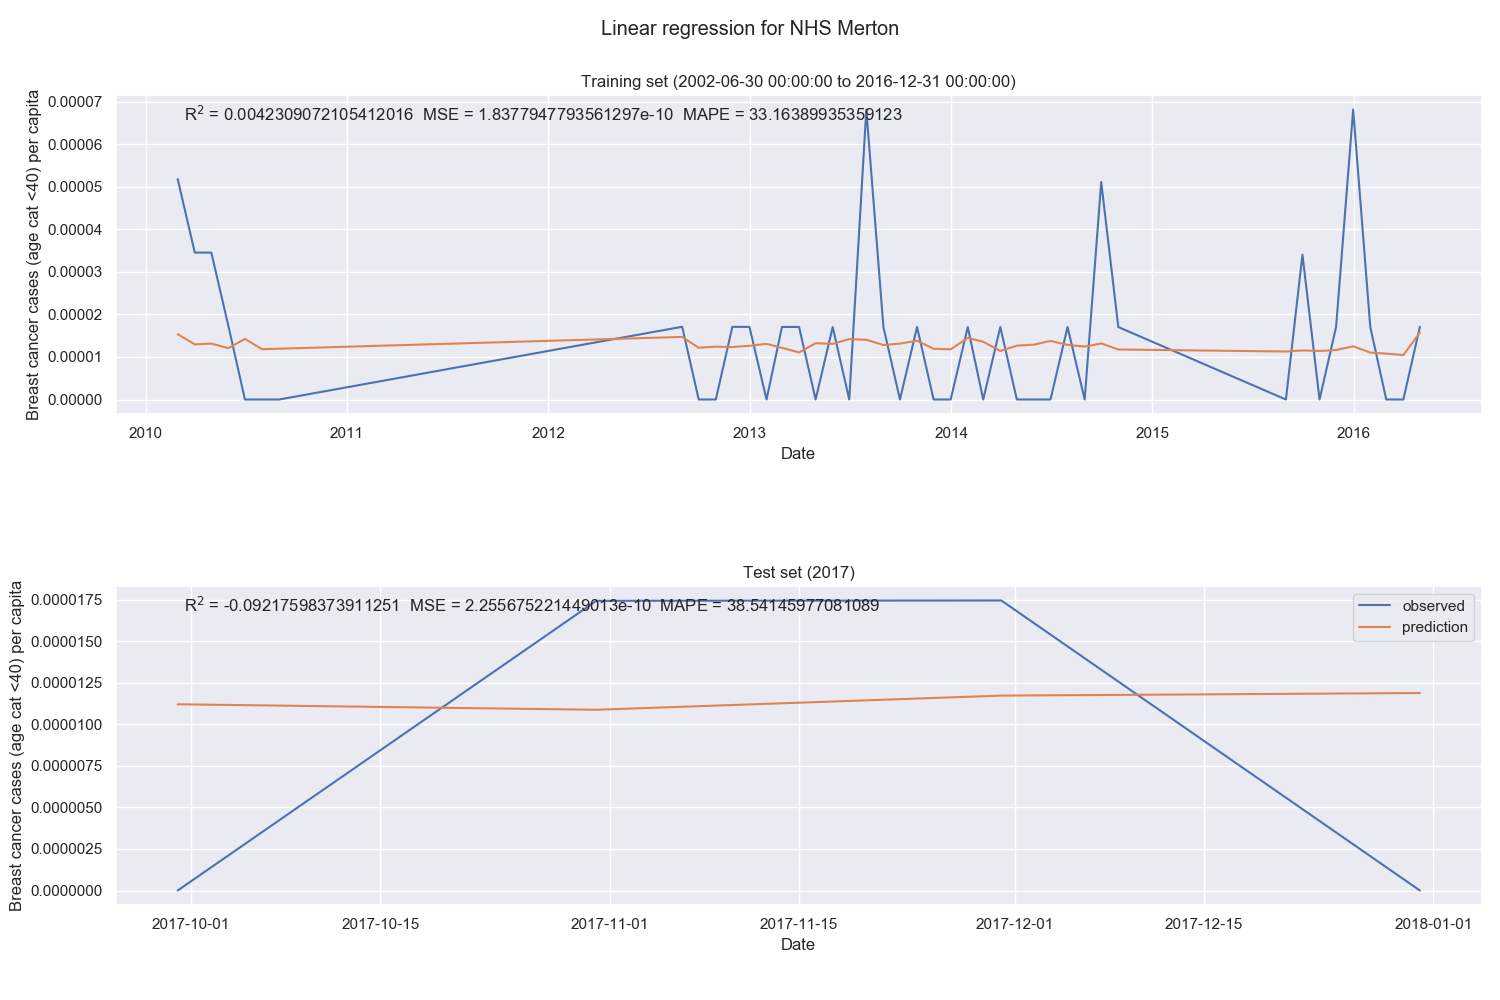 Linear regression for NHS Merton
Training set (2002-06-30 00:00:00 to 2016-12-31 00:00:00)
R² = 0.0042309072105412016 MSE = 1.8377947793561297e-10 MAPE = 33.16389935359123
Breast cancer cases (age cat <40) per capita
0.00007
0.00006
0.00005
0.00004
0.00003
0.00002
0.00001
0.00000
2010 2011 2012 2013 2014 2015 2016
Date
Test set (2017)
R² = -0.09217598373911251 MSE = 2.255675221449013e-10 MAPE = 38.54145977081089
observed
prediction
Breast cancer cases (age cat <40) per capita
0.0000175
0.0000150
0.0000125
0.0000100
0.0000075
0.0000050
0.0000025
0.0000000
2017-10-01 2017-10-15 2017-11-01 2017-11-15 2017-12-01 2017-12-15 2018-01-01
Date